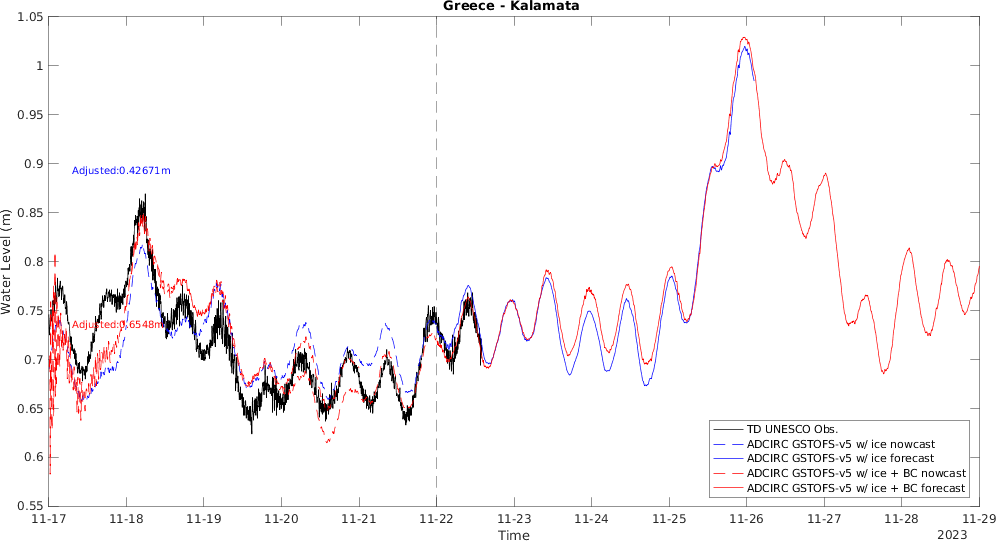 Greece - Kalamata
Water Level (m)
1.05
1
0.95
0.9
0.85
0.8
0.75
0.7
0.65
0.6
0.55
Adjusted:0.42671m
Adjusted:0.6548m
TD UNESCO Obs.
ADCIRC GSTOFS-v5 w/ ice nowcast
ADCIRC GSTOFS-v5 w/ ice forecast
ADCIRC GSTOFS-v5 w/ ice + BC nowcast
ADCIRC GSTOFS-v5 w/ ice + BC forecast
11-17 11-18 11-19 11-20 11-21 11-22 11-23 11-24 11-25 11-26 11-27 11-28 11-29
Time
2023